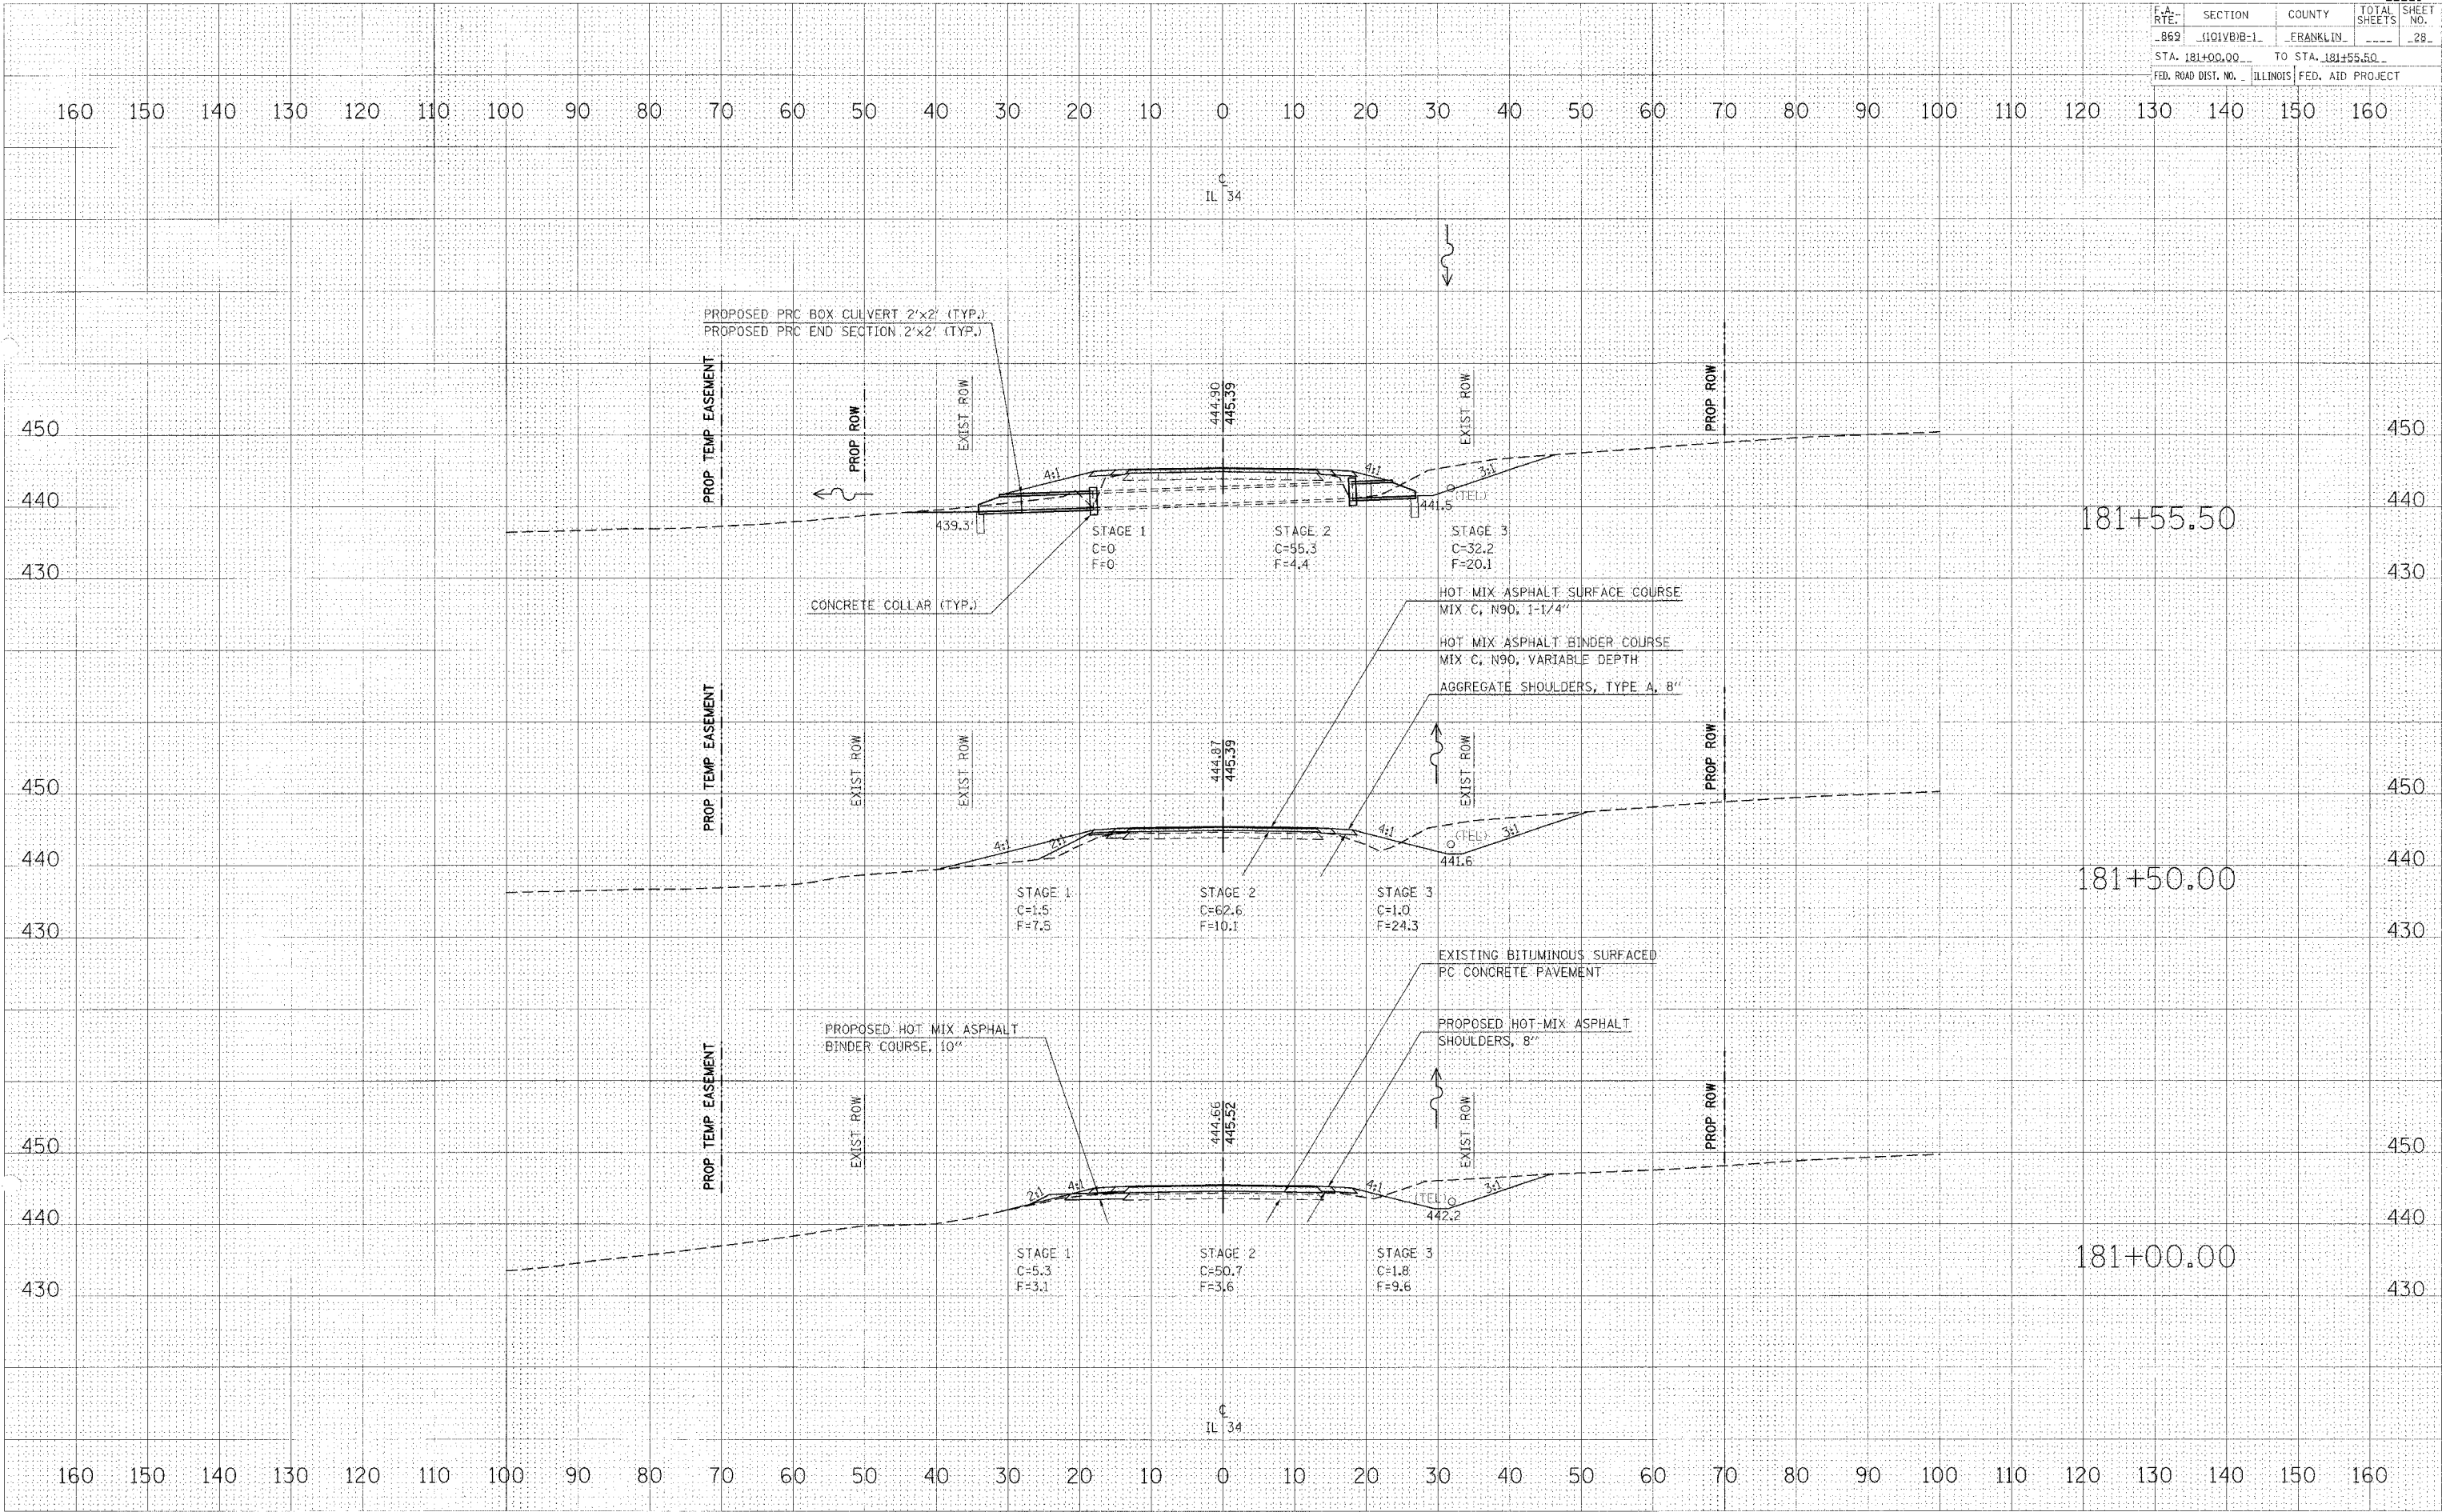 F.A. RTE. SECTION COUNTY TOTAL SHEETS SHEET NO.
869 (101VB)B-1 FRANKLIN 28
STA. 181+00.00 TO STA. 181+55.50
FED. ROAD DIST. NO. ILLINOIS FED. AID PROJECT
160 150 140 130 120 110 100 90 80 70 60 50 40 30 20 10 0 10 20 30 40 50 60 70 80 90 100 110 120 130 140 150 160
℄
IL 34
PROPOSED PRC BOX CULVERT 2'x2' (TYP.)
PROPOSED PRC END SECTION 2'x2' (TYP.)
PROP TEMP EASEMENT
PROP ROW
EXIST ROW
444.90
445.39
EXIST ROW
PROP ROW
450 450
4:1 4:1 3:1
(TEL)
440 440
439.3' 441.5
181+55.50
STAGE 1
C=0
F=0
STAGE 2
C=55.3
F=4.4
STAGE 3
C=32.2
F=20.1
430 430
CONCRETE COLLAR (TYP.)
HOT MIX ASPHALT SURFACE COURSE
MIX C, N90, 1-1/4"
HOT MIX ASPHALT BINDER COURSE
MIX C, N90, VARIABLE DEPTH
AGGREGATE SHOULDERS, TYPE A, 8"
PROP TEMP EASEMENT
EXIST ROW
EXIST ROW
444.87
445.39
EXIST ROW
PROP ROW
450 450
4:1 2:1 4:1 (TEL) 3:1
440 440
441.6
181+50.00
STAGE 1
C=1.5
F=7.5
STAGE 2
C=62.6
F=10.1
STAGE 3
C=1.0
F=24.3
430 430
EXISTING BITUMINOUS SURFACED
PC CONCRETE PAVEMENT
PROPOSED HOT MIX ASPHALT
BINDER COURSE, 10"
PROPOSED HOT-MIX ASPHALT
SHOULDERS, 8"
PROP TEMP EASEMENT
EXIST ROW
444.66
445.52
EXIST ROW
PROP ROW
450 450
2:1 4:1 4:1 (TEL) 3:1
440 440
442.2
181+00.00
STAGE 1
C=5.3
F=3.1
STAGE 2
C=50.7
F=3.6
STAGE 3
C=1.8
F=9.6
430 430
℄
IL 34
160 150 140 130 120 110 100 90 80 70 60 50 40 30 20 10 0 10 20 30 40 50 60 70 80 90 100 110 120 130 140 150 160